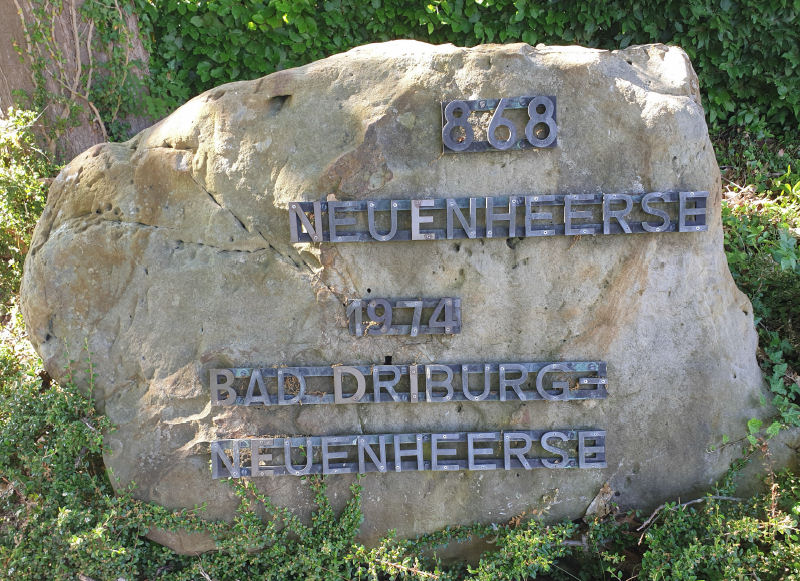 868
NEUENHEERSE
1974
BAD DRIBURG=
NEUENHEERSE